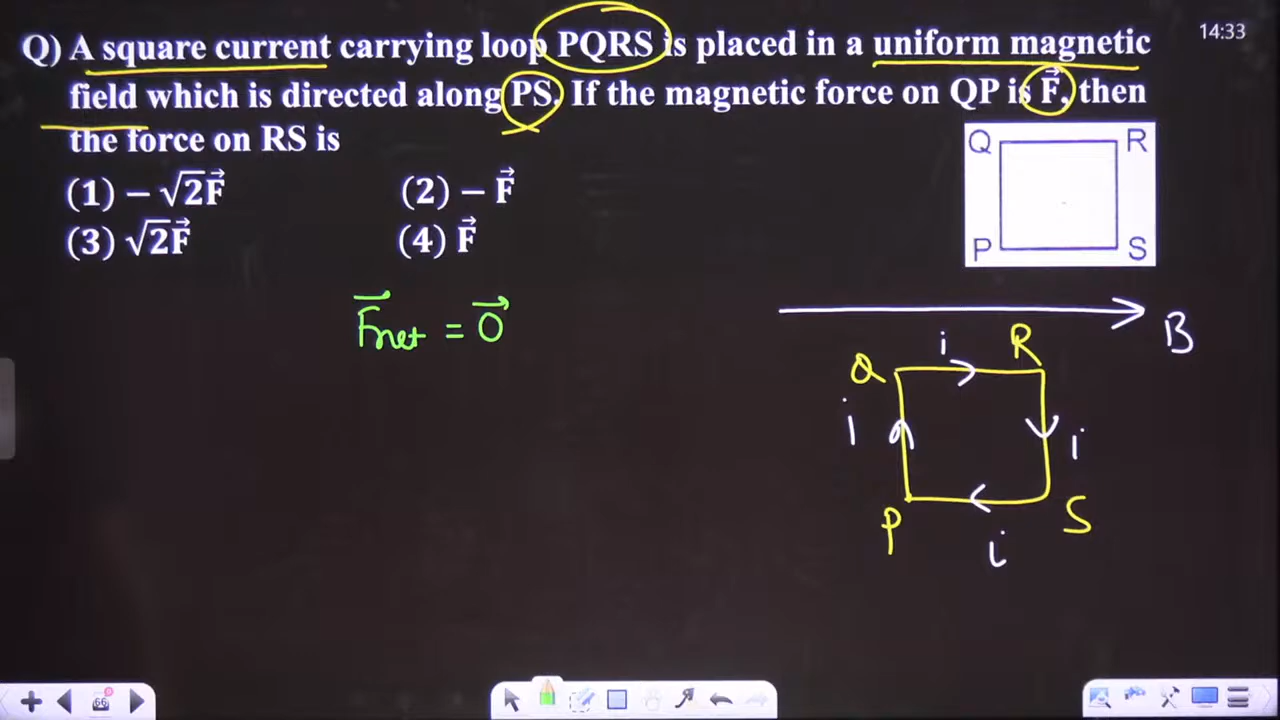 14:33
Q) A square current carrying loop PQRS is placed in a uniform magnetic
field which is directed along PS. If the magnetic force on QP is F⃗, then
the force on RS is
(1) − √2F⃗
(2) − F⃗
(3) √2F⃗
(4) F⃗
Q R
P S
F⃗net = 0⃗
B
Q i R
i i
P S
i
66